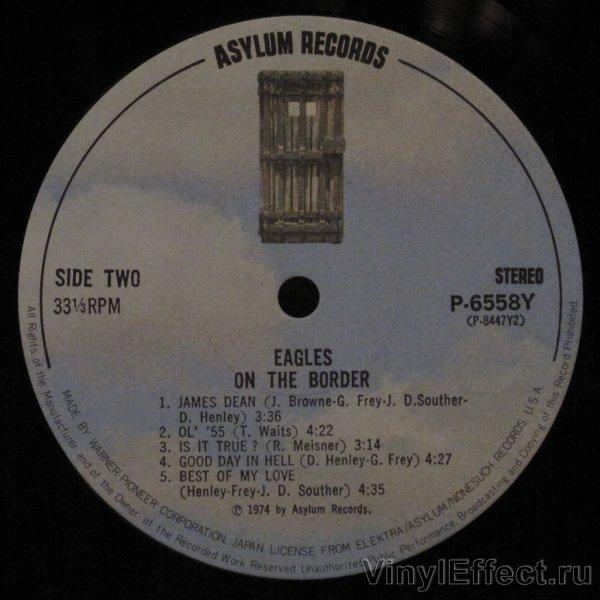 ASYLUM RECORDS
SIDE TWO
33⅓RPM
STEREO
P-6558Y
(P-8447Y2)
EAGLES
ON THE BORDER
1. JAMES DEAN (J. Browne-G. Frey-J. D.Souther-
D. Henley) 3:36
2. OL' '55 (T. Waits) 4:22
3. IS IT TRUE? (R. Meisner) 3:14
4. GOOD DAY IN HELL (D. Henley-G. Frey) 4:27
5. BEST OF MY LOVE
(Henley-Frey-J. D. Souther) 4:35
℗ 1974 by Asylum Records.
MADE BY WARNER-PIONEER CORPORATION, JAPAN. LICENSE FROM ELEKTRA/ASYLUM/NONESUCH RECORDS, U.S.A.
All Rights of the Manufacturer and of the Owner of the Recorded Work Reserved Unauthorized Public Performance, Broadcasting and Copying of this Record Prohibited
VinylEffect.ru